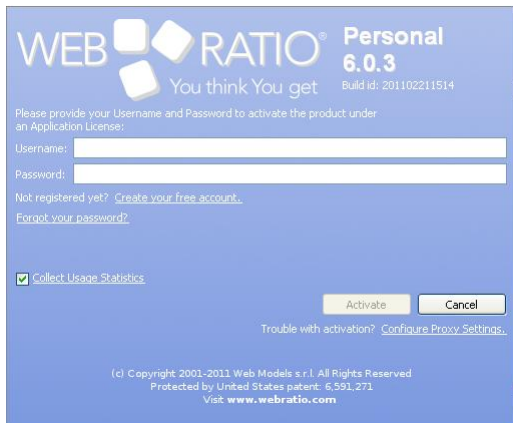 WEB RATIO®
You think You get
Personal
6.0.3
Build id: 201102211514
Please provide your Username and Password to activate the product under
an Application License:
Username:
Password:
Not registered yet? Create your free account.
Forgot your password?
Collect Usage Statistics
Activate Cancel
Trouble with activation? Configure Proxy Settings.
(c) Copyright 2001-2011 Web Models s.r.l. All Rights Reserved
Protected by United States patent: 6,591,271
Visit www.webratio.com